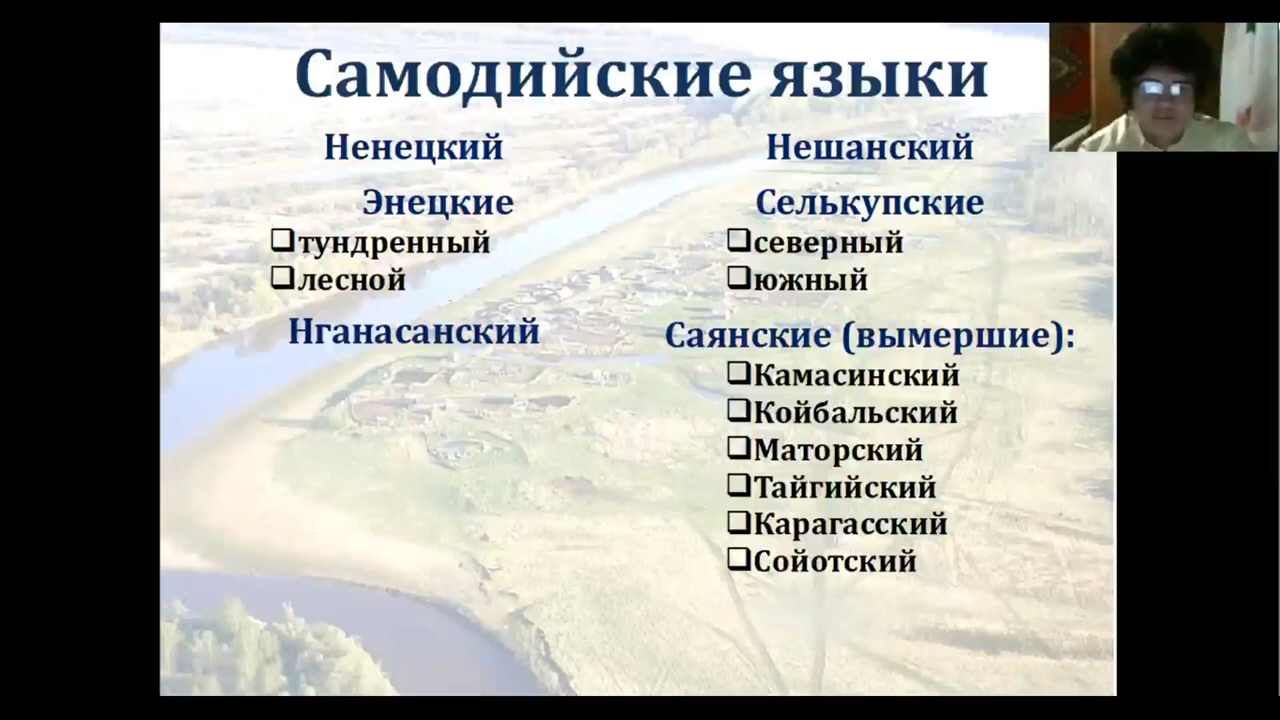 Самодийские языки
Ненецкий
Энецкие
тундренный
лесной
Нганасанский
Нешанский
Селькупские
северный
южный
Саянские (вымершие):
Камасинский
Койбальский
Маторский
Тайгийский
Карагасский
Сойотский